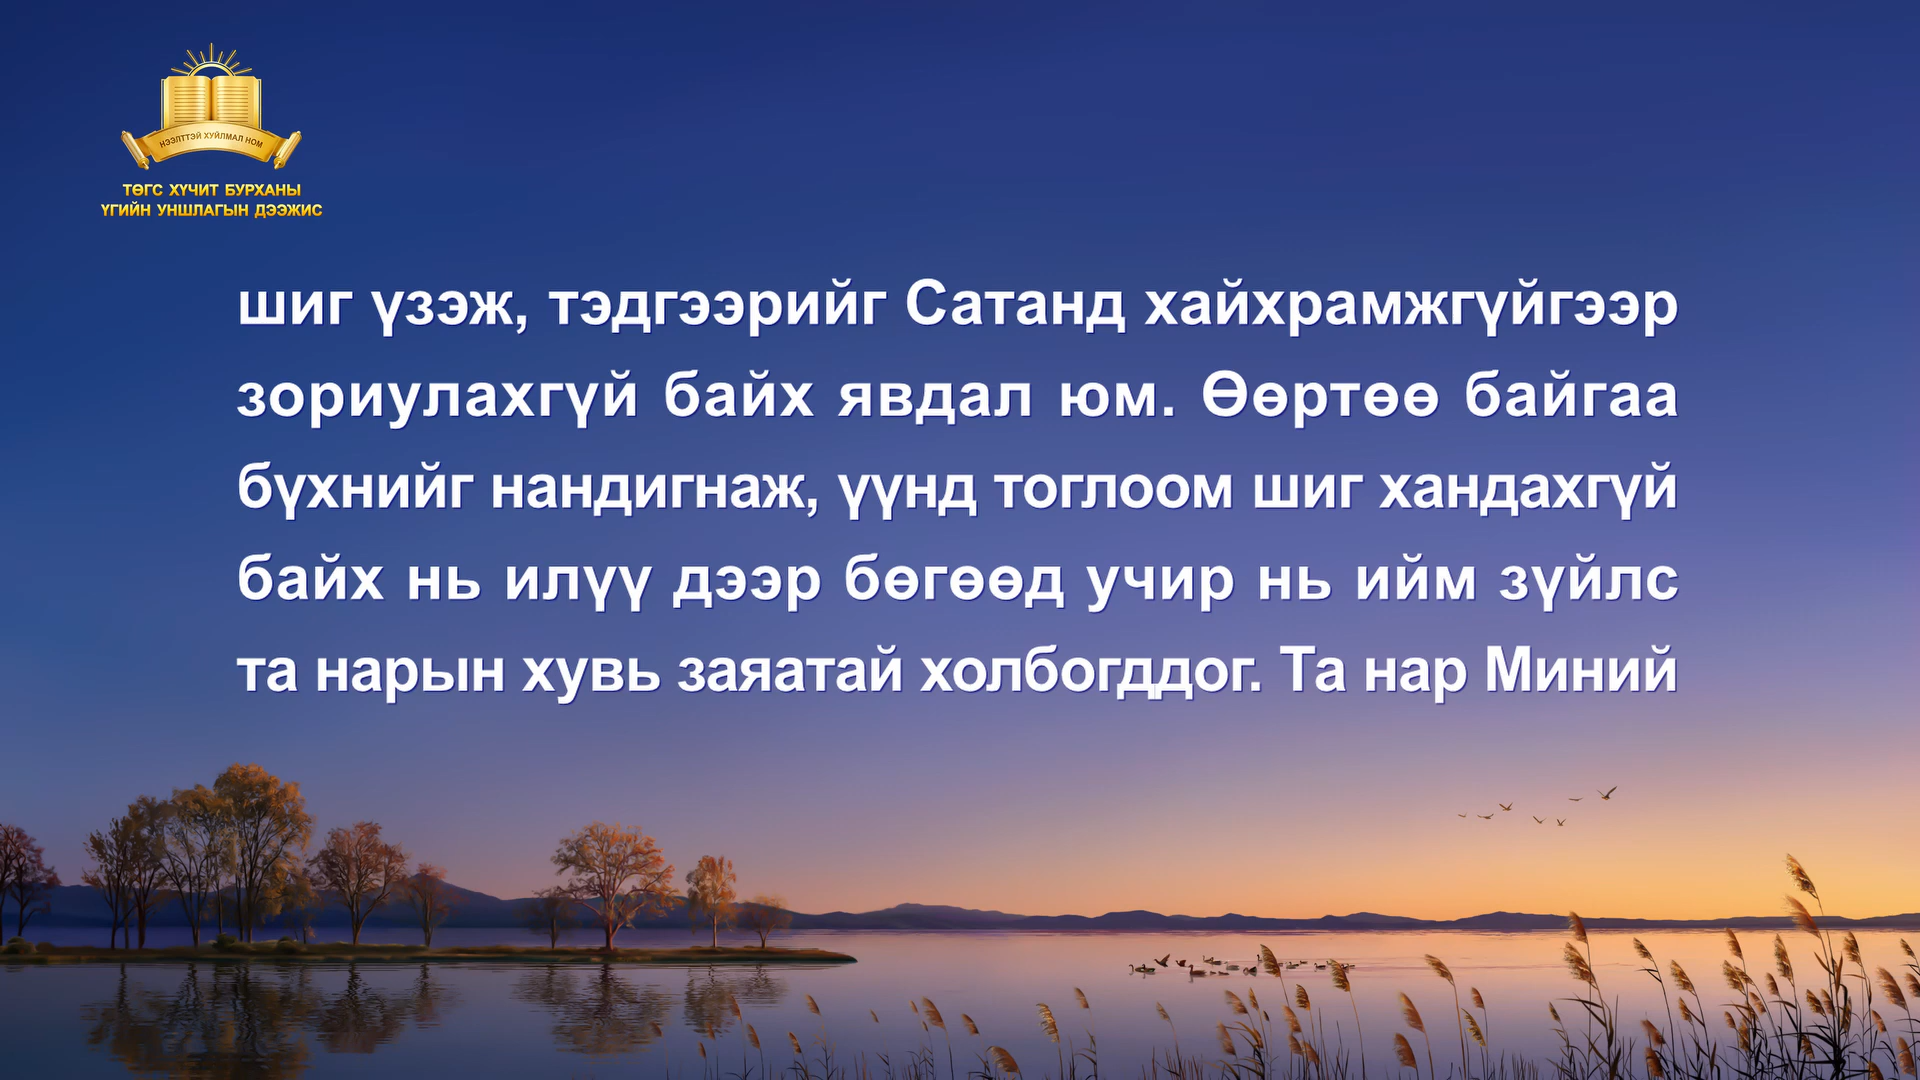 НЭЭЛТТЭЙ ХУЙЛМАЛ НОМ
ТӨГС ХҮЧИТ БУРХАНЫ
ҮГИЙН УНШЛАГЫН ДЭЭЖИС
шиг үзэж, тэдгээрийг Сатанд хайхрамжгүйгээр
зориулахгүй байх явдал юм. Өөртөө байгаа
бүхнийг нандигнаж, үүнд тоглоом шиг хандахгүй
байх нь илүү дээр бөгөөд учир нь ийм зүйлс
та нарын хувь заяатай холбогддог. Та нар Миний